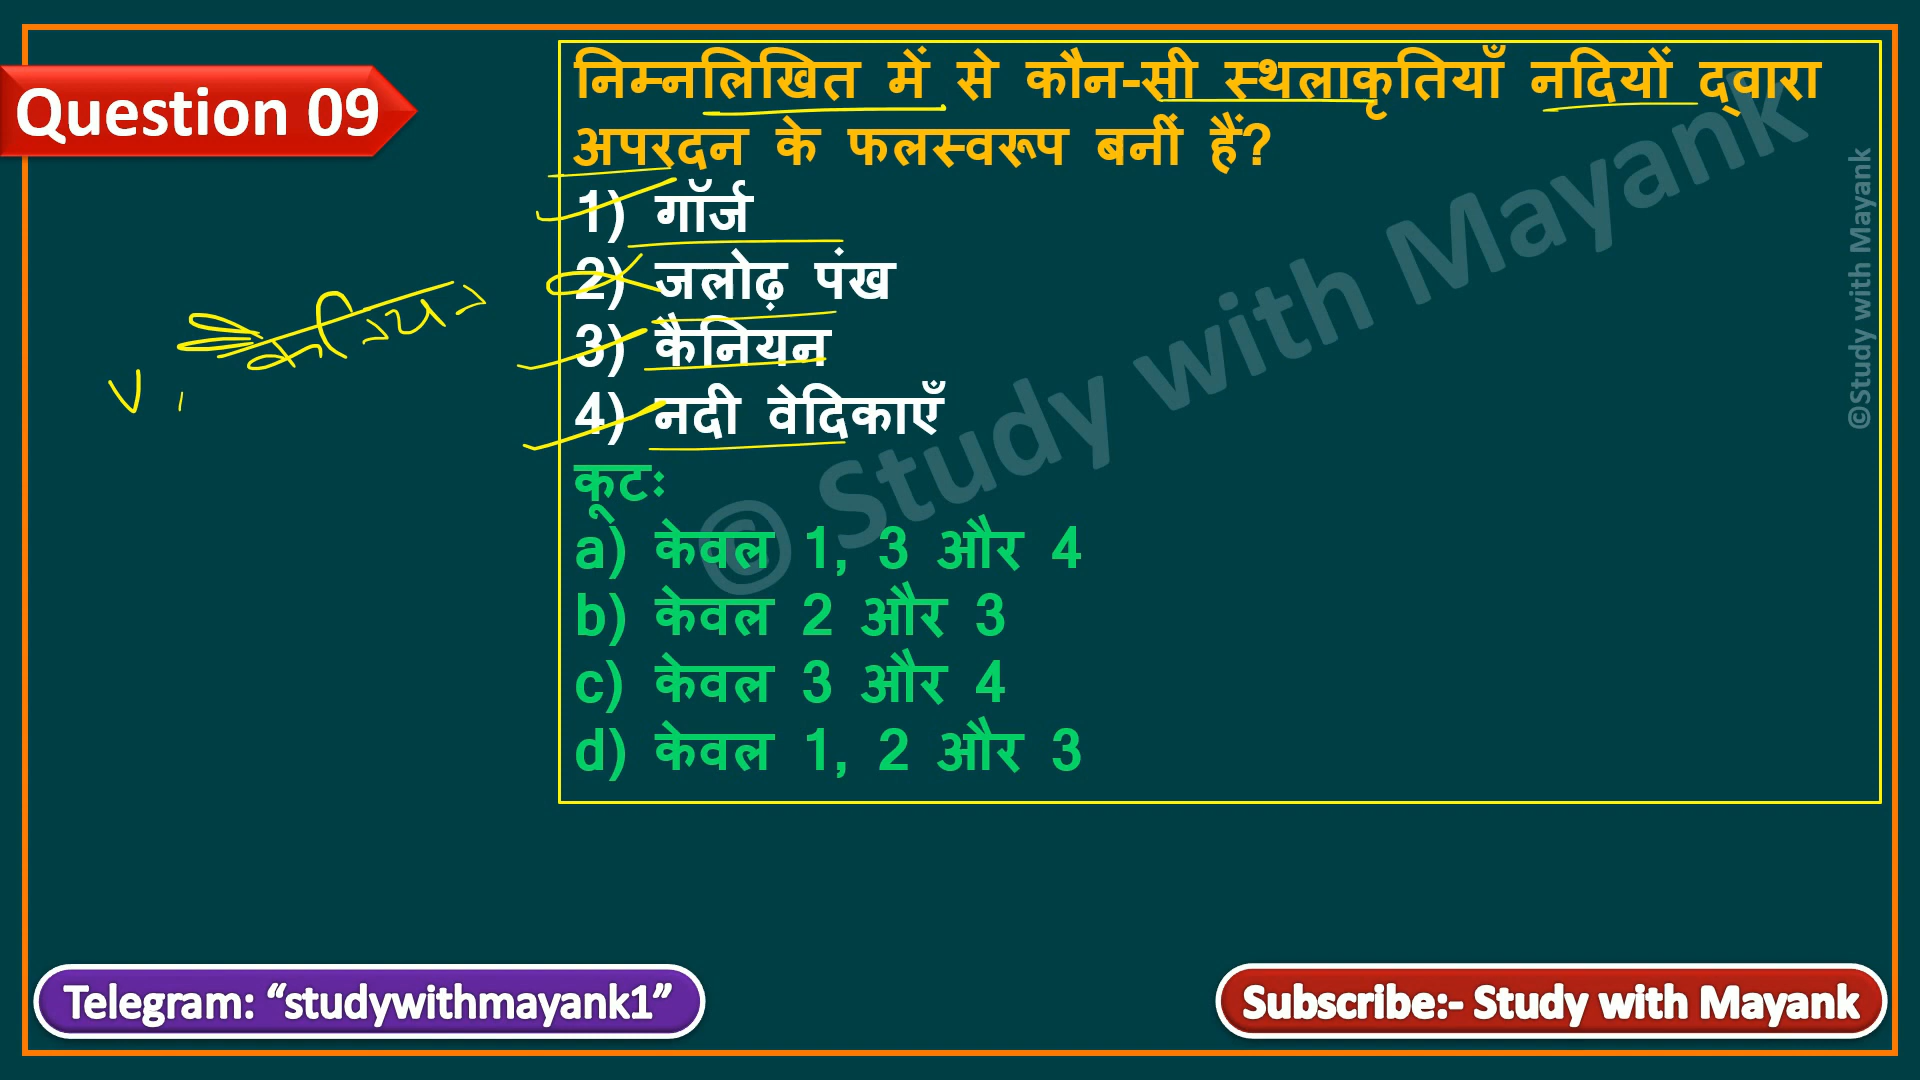 Question 09
निम्नलिखित में से कौन-सी स्थलाकृतियाँ नदियों द्वारा
अपरदन के फलस्वरूप बनीं हैं?
1) गॉर्ज
2) जलोढ़ पंख
3) कैनियन
4) नदी वेदिकाएँ
कूटः
a) केवल 1, 3 और 4
b) केवल 2 और 3
c) केवल 3 और 4
d) केवल 1, 2 और 3
© Study with Mayank
©Study with Mayank
Telegram: “studywithmayank1”
Subscribe:- Study with Mayank